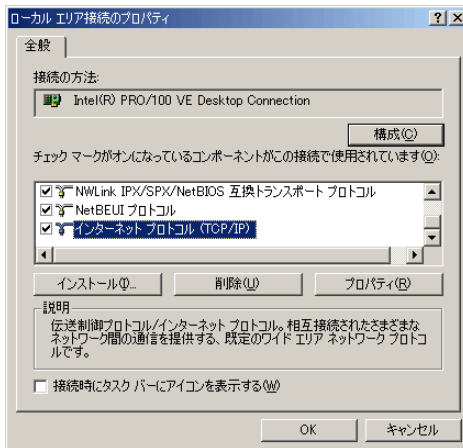 ローカル エリア接続のプロパティ
全般
接続の方法:
Intel(R) PRO/100 VE Desktop Connection
構成(C)
チェック マークがオンになっているコンポーネントがこの接続で使用されています(O):
NWLink IPX/SPX/NetBIOS 互換トランスポート プロトコル
NetBEUI プロトコル
インターネット プロトコル (TCP/IP)
インストール(I)... 削除(U) プロパティ(R)
説明
伝送制御プロトコル/インターネット プロトコル。相互接続されたさまざまな
ネットワーク間の通信を提供する、既定のワイド エリア ネットワーク プロトコ
ルです。
接続時にタスク バーにアイコンを表示する(W)
OK キャンセル